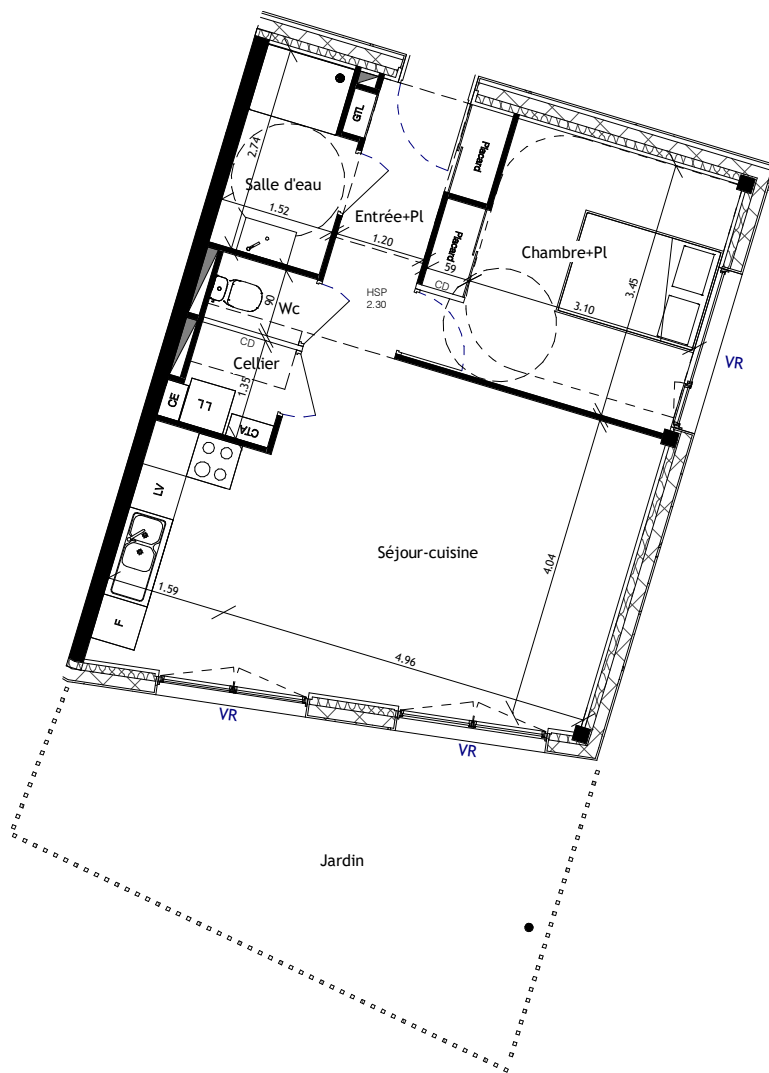 GTL
Placard
2.74
Salle d'eau
1.52
Entrée+Pl
1.20
Placard
59
CD
Chambre+Pl
3.45
3.10
HSP
2.30
90
Wc
CD
Cellier
1.35
VR
CE
LL
CTA
LV
Séjour-cuisine
4.04
1.59
F
4.96
VR
VR
Jardin